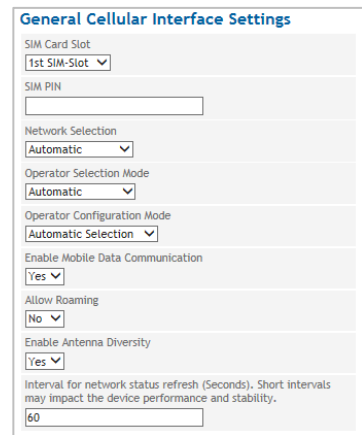 General Cellular Interface Settings
SIM Card Slot
1st SIM-Slot
SIM PIN
Network Selection
Automatic
Operator Selection Mode
Automatic
Operator Configuration Mode
Automatic Selection
Enable Mobile Data Communication
Yes
Allow Roaming
No
Enable Antenna Diversity
Yes
Interval for network status refresh (Seconds). Short intervals
may impact the device performance and stability.
60